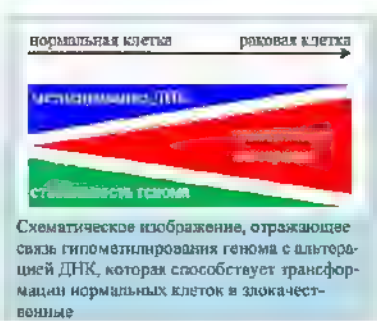 нормальная клетка раковая клетка
метилирование ДНК
стабильность генома
Схематическое изображение, отражающее
связь гипометилирования генома с альтера-
цией ДНК, которая способствует трансфор-
мации нормальных клеток в злокачест-
венные